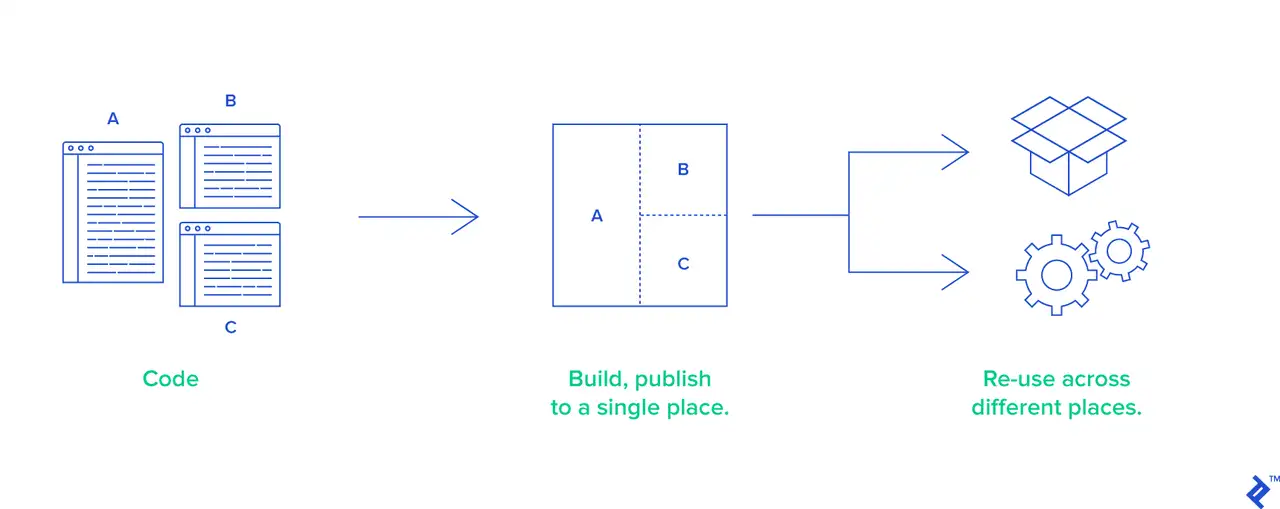 A
B
C
Code
A
B
C
Build, publish
to a single place.
Re-use across
different places.
TM